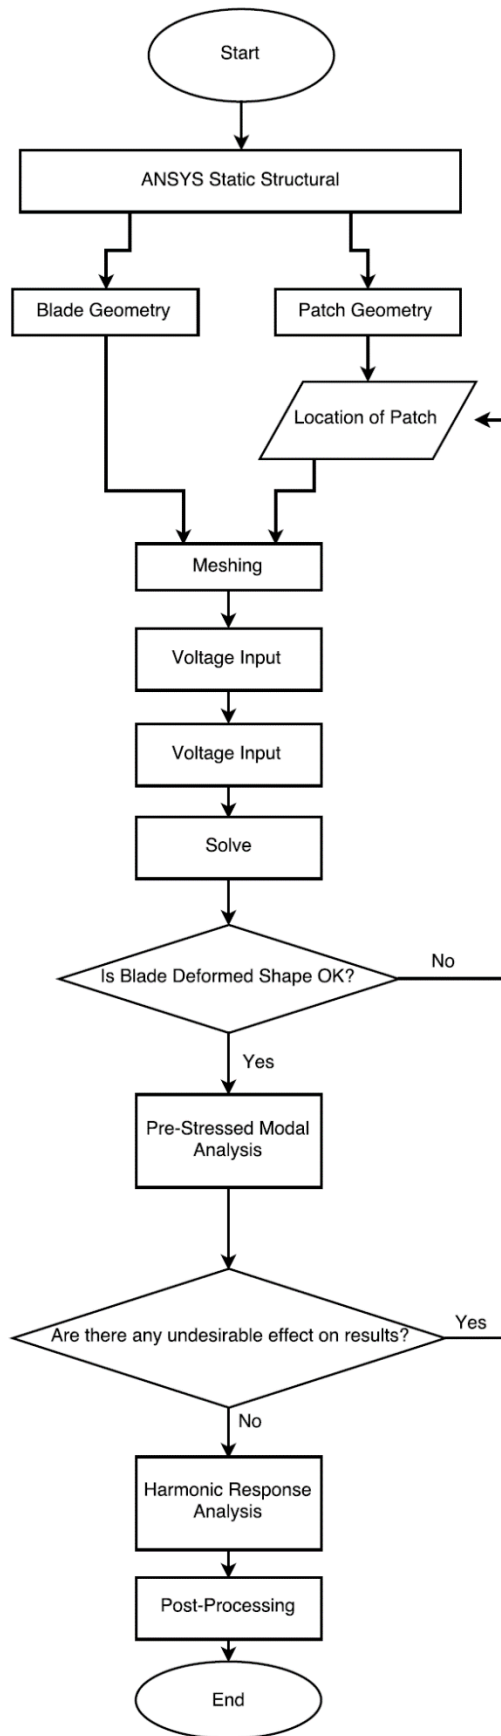 Start
ANSYS Static Structural
Blade Geometry
Patch Geometry
Location of Patch
Meshing
Voltage Input
Voltage Input
Solve
Is Blade Deformed Shape OK?
No
Yes
Pre-Stressed Modal
Analysis
Are there any undesirable effect on results?
Yes
No
Harmonic Response
Analysis
Post-Processing
End